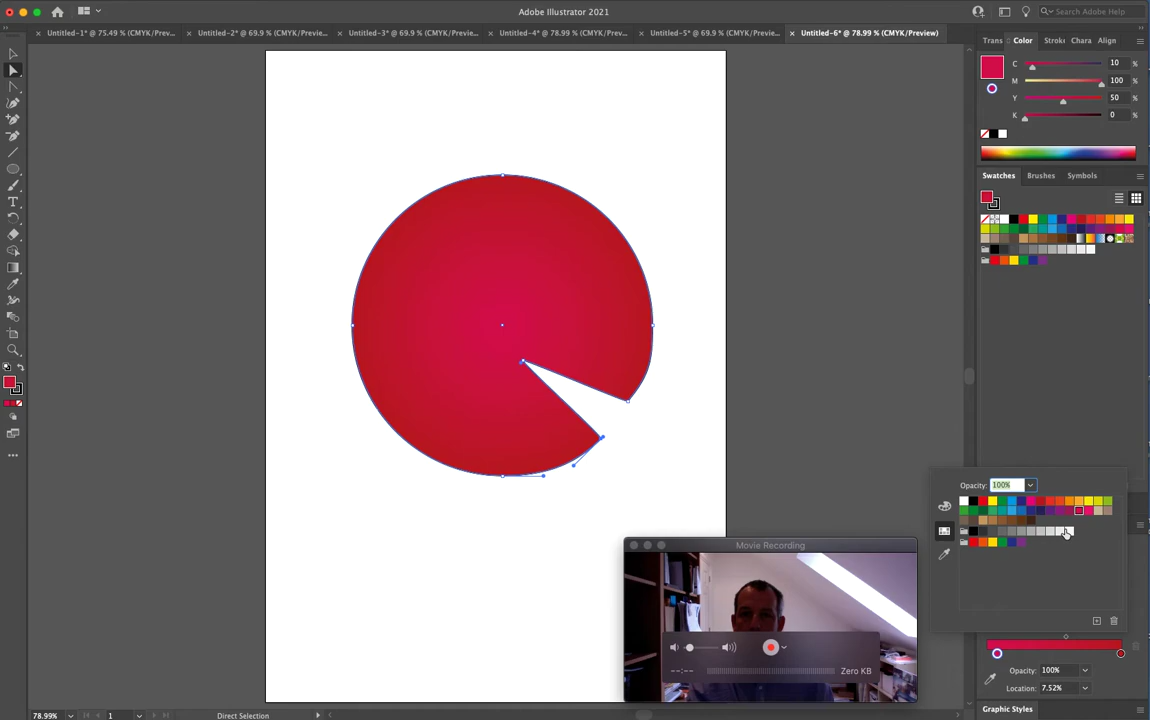 Adobe Illustrator 2021
Search Adobe Help
Untitled-1* @ 75.49 % (CMYK/Prev...
Untitled-2* @ 69.9 % (CMYK/Previe...
Untitled-3* @ 69.9 % (CMYK/Previe...
Untitled-4* @ 78.99 % (CMYK/Prev...
Untitled-5* @ 69.9 % (CMYK/Previe...
Untitled-6* @ 78.99 % (CMYK/Preview)
Trans Color Stroke Chara Align
C 10 %
M 100 %
Y 50 %
K 0 %
Swatches Brushes Symbols
Opacity: 100%
Movie Recording
--:-- Zero KB
Opacity: 100%
Location: 7.52%
Graphic Styles
78.99% 1 Direct Selection